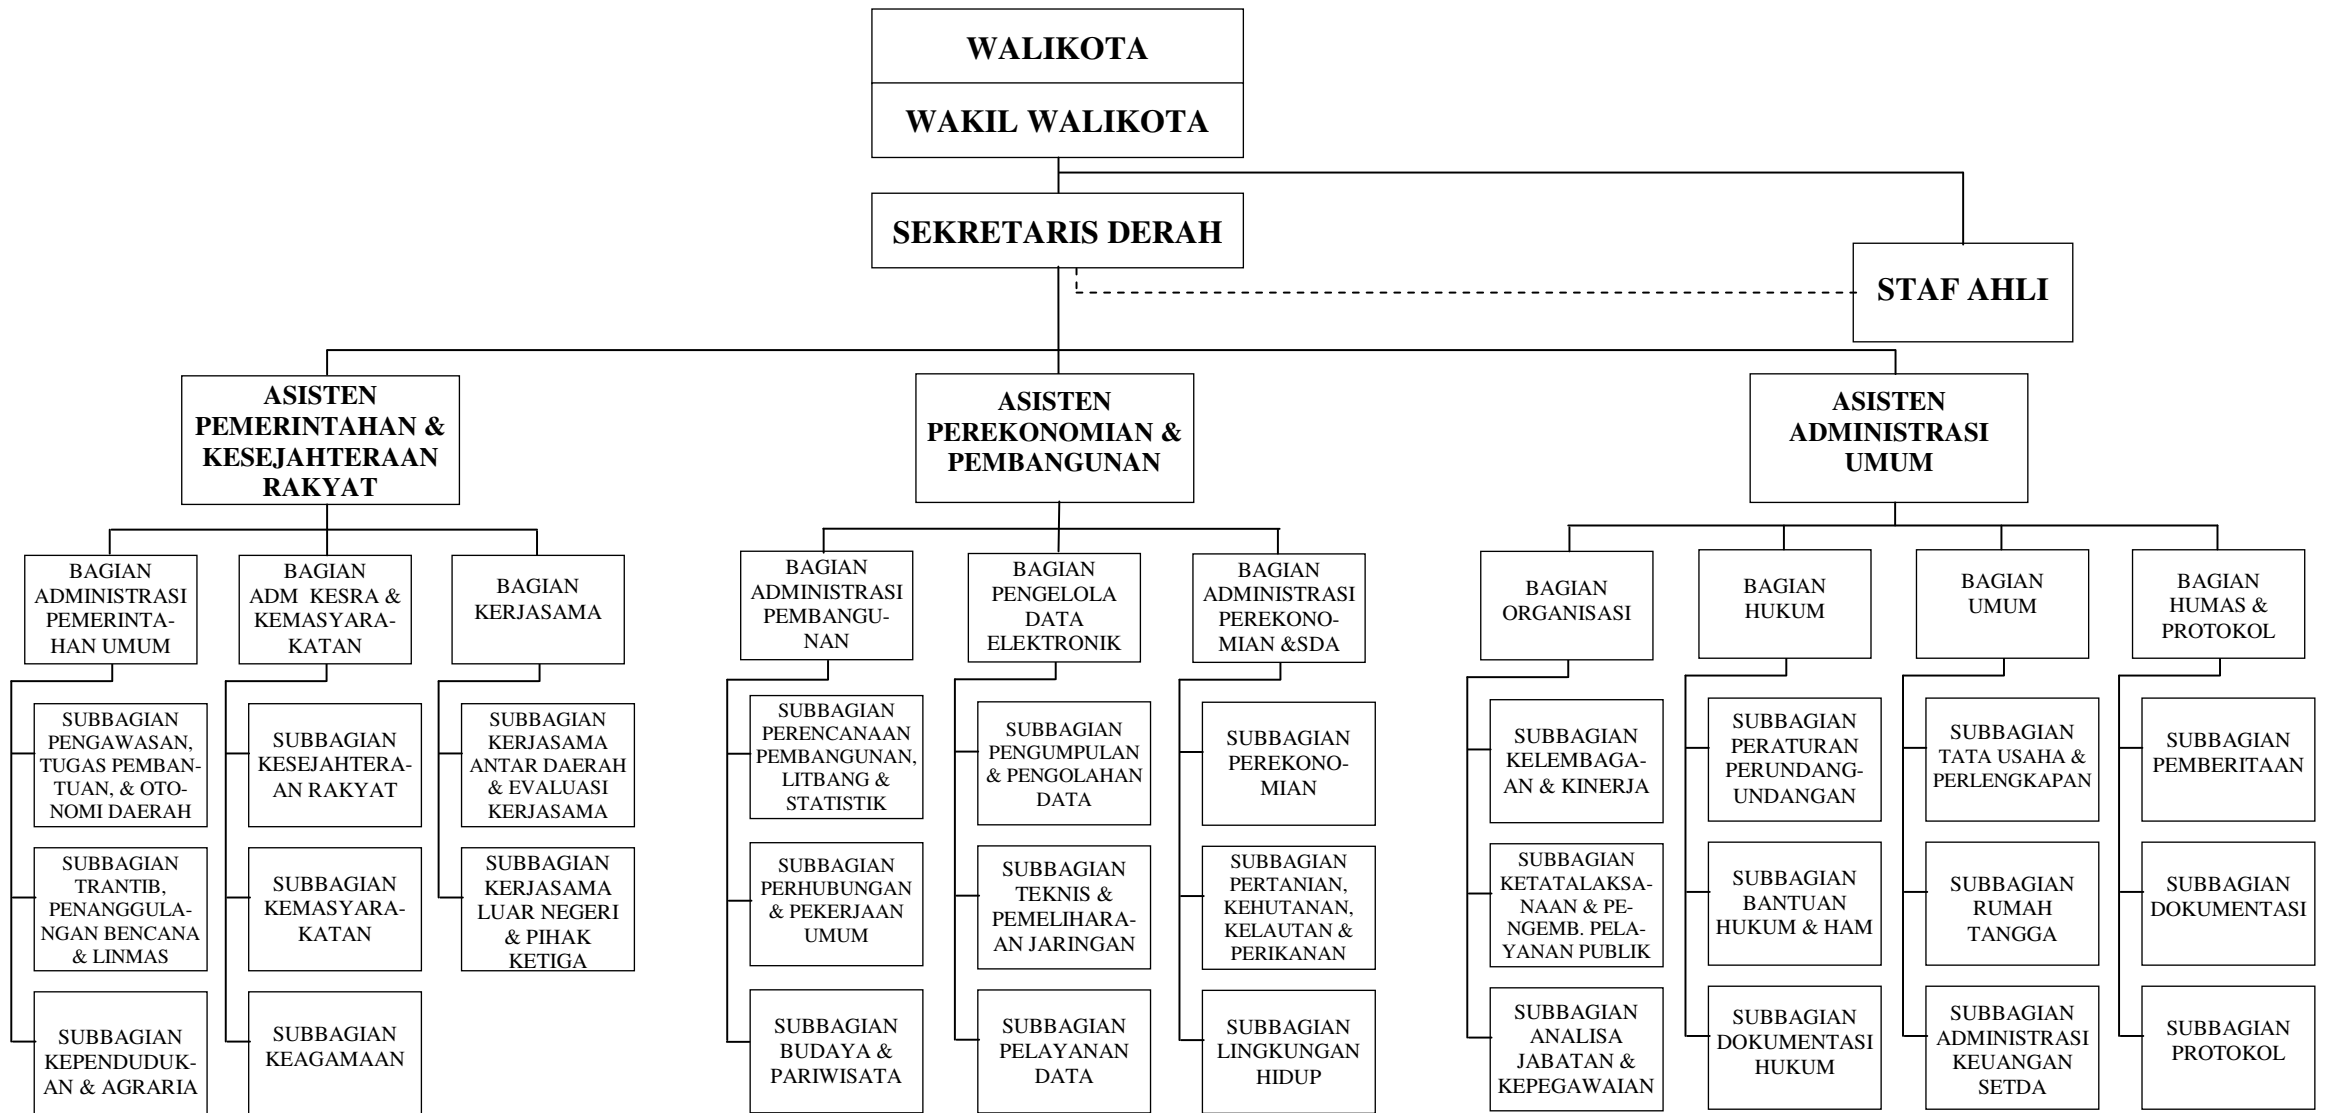 WALIKOTA
WAKIL WALIKOTA
SEKRETARIS DERAH
STAF AHLI
ASISTEN
PEMERINTAHAN &
KESEJAHTERAAN
RAKYAT
ASISTEN
PEREKONOMIAN &
PEMBANGUNAN
ASISTEN
ADMINISTRASI
UMUM
BAGIAN
ADMINISTRASI
PEMERINTA-
HAN UMUM
BAGIAN
ADM KESRA &
KEMASYARA-
KATAN
BAGIAN
KERJASAMA
BAGIAN
ADMINISTRASI
PEMBANGU-
NAN
BAGIAN
PENGELOLA
DATA
ELEKTRONIK
BAGIAN
ADMINISTRASI
PEREKONO-
MIAN &SDA
BAGIAN
ORGANISASI
BAGIAN
HUKUM
BAGIAN
UMUM
BAGIAN
HUMAS &
PROTOKOL
SUBBAGIAN
PENGAWASAN,
TUGAS PEMBAN-
TUAN, & OTO-
NOMI DAERAH
SUBBAGIAN
KESEJAHTERA-
AN RAKYAT
SUBBAGIAN
KERJASAMA
ANTAR DAERAH
& EVALUASI
KERJASAMA
SUBBAGIAN
PERENCANAAN
PEMBANGUNAN,
LITBANG &
STATISTIK
SUBBAGIAN
PENGUMPULAN
& PENGOLAHAN
DATA
SUBBAGIAN
PEREKONO-
MIAN
SUBBAGIAN
KELEMBAGA-
AN & KINERJA
SUBBAGIAN
PERATURAN
PERUNDANG-
UNDANGAN
SUBBAGIAN
TATA USAHA &
PERLENGKAPAN
SUBBAGIAN
PEMBERITAAN
SUBBAGIAN
TRANTIB,
PENANGGULA-
NGAN BENCANA
& LINMAS
SUBBAGIAN
KEMASYARA-
KATAN
SUBBAGIAN
KERJASAMA
LUAR NEGERI
& PIHAK
KETIGA
SUBBAGIAN
PERHUBUNGAN
& PEKERJAAN
UMUM
SUBBAGIAN
TEKNIS &
PEMELIHARA-
AN JARINGAN
SUBBAGIAN
PERTANIAN,
KEHUTANAN,
KELAUTAN &
PERIKANAN
SUBBAGIAN
KETATALAKSA-
NAAN & PE-
NGEMB. PELA-
YANAN PUBLIK
SUBBAGIAN
BANTUAN
HUKUM & HAM
SUBBAGIAN
RUMAH
TANGGA
SUBBAGIAN
DOKUMENTASI
SUBBAGIAN
KEPENDUDUK-
AN & AGRARIA
SUBBAGIAN
KEAGAMAAN
SUBBAGIAN
BUDAYA &
PARIWISATA
SUBBAGIAN
PELAYANAN
DATA
SUBBAGIAN
LINGKUNGAN
HIDUP
SUBBAGIAN
ANALISA
JABATAN &
KEPEGAWAIAN
SUBBAGIAN
DOKUMENTASI
HUKUM
SUBBAGIAN
ADMINISTRASI
KEUANGAN
SETDA
SUBBAGIAN
PROTOKOL